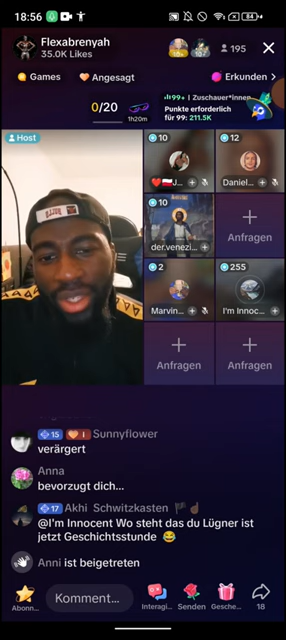 18:56
84
Flexabrenyah
35.0K Likes
195
Games
Angesagt
Erkunden
0/20
1h20m
99+ | Zuschauer*innen
Punkte erforderlich
für 99: 211.5K
Host
10
J...
12
Daniel...
10
der.venezi...
Anfragen
2
Marvin...
255
I'm Innoc...
Anfragen
Anfragen
15 I Sunnyflower
verärgert
Anna
bevorzugt dich...
17 Akhi Schwitzkasten
@I'm Innocent Wo steht das du Lügner ist
jetzt Geschichtsstunde 😂
Anni ist beigetreten
Abonn...
Kommentar...
Interagi...
Senden
Gesche...
18